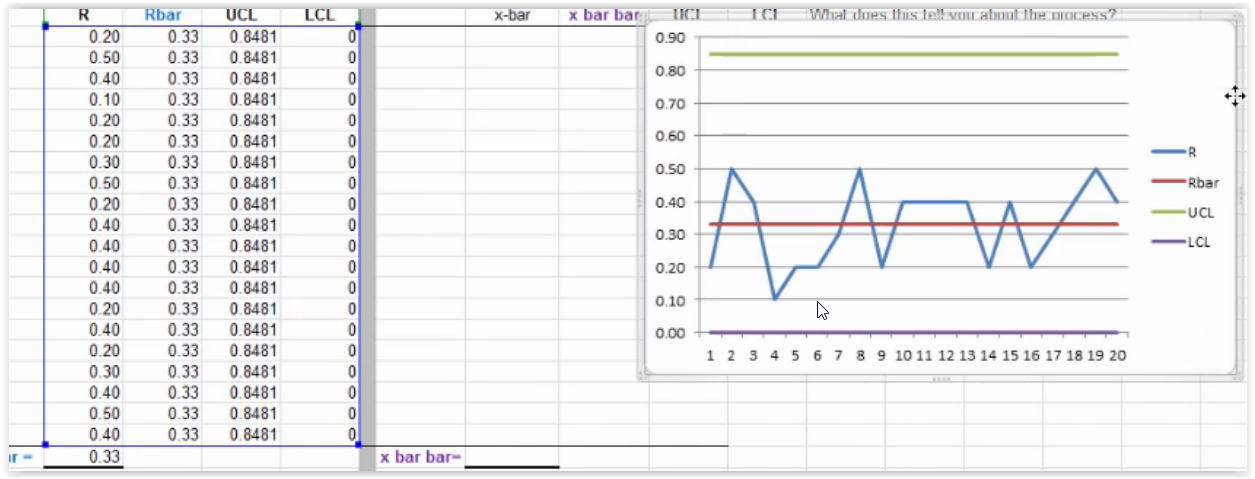 R Rbar UCL LCL x-bar x bar bar UCL LCL What does this tell you about the process?
0.20 0.33 0.8481 0
0.50 0.33 0.8481 0
0.40 0.33 0.8481 0
0.10 0.33 0.8481 0
0.20 0.33 0.8481 0
0.20 0.33 0.8481 0
0.30 0.33 0.8481 0
0.50 0.33 0.8481 0
0.20 0.33 0.8481 0
0.40 0.33 0.8481 0
0.40 0.33 0.8481 0
0.40 0.33 0.8481 0
0.40 0.33 0.8481 0
0.20 0.33 0.8481 0
0.40 0.33 0.8481 0
0.20 0.33 0.8481 0
0.30 0.33 0.8481 0
0.40 0.33 0.8481 0
0.50 0.33 0.8481 0
0.40 0.33 0.8481 0
ar = 0.33 x bar bar=
0.90
0.80
0.70
0.60
0.50
0.40
0.30
0.20
0.10
0.00
1 2 3 4 5 6 7 8 9 10 11 12 13 14 15 16 17 18 19 20
R
Rbar
UCL
LCL